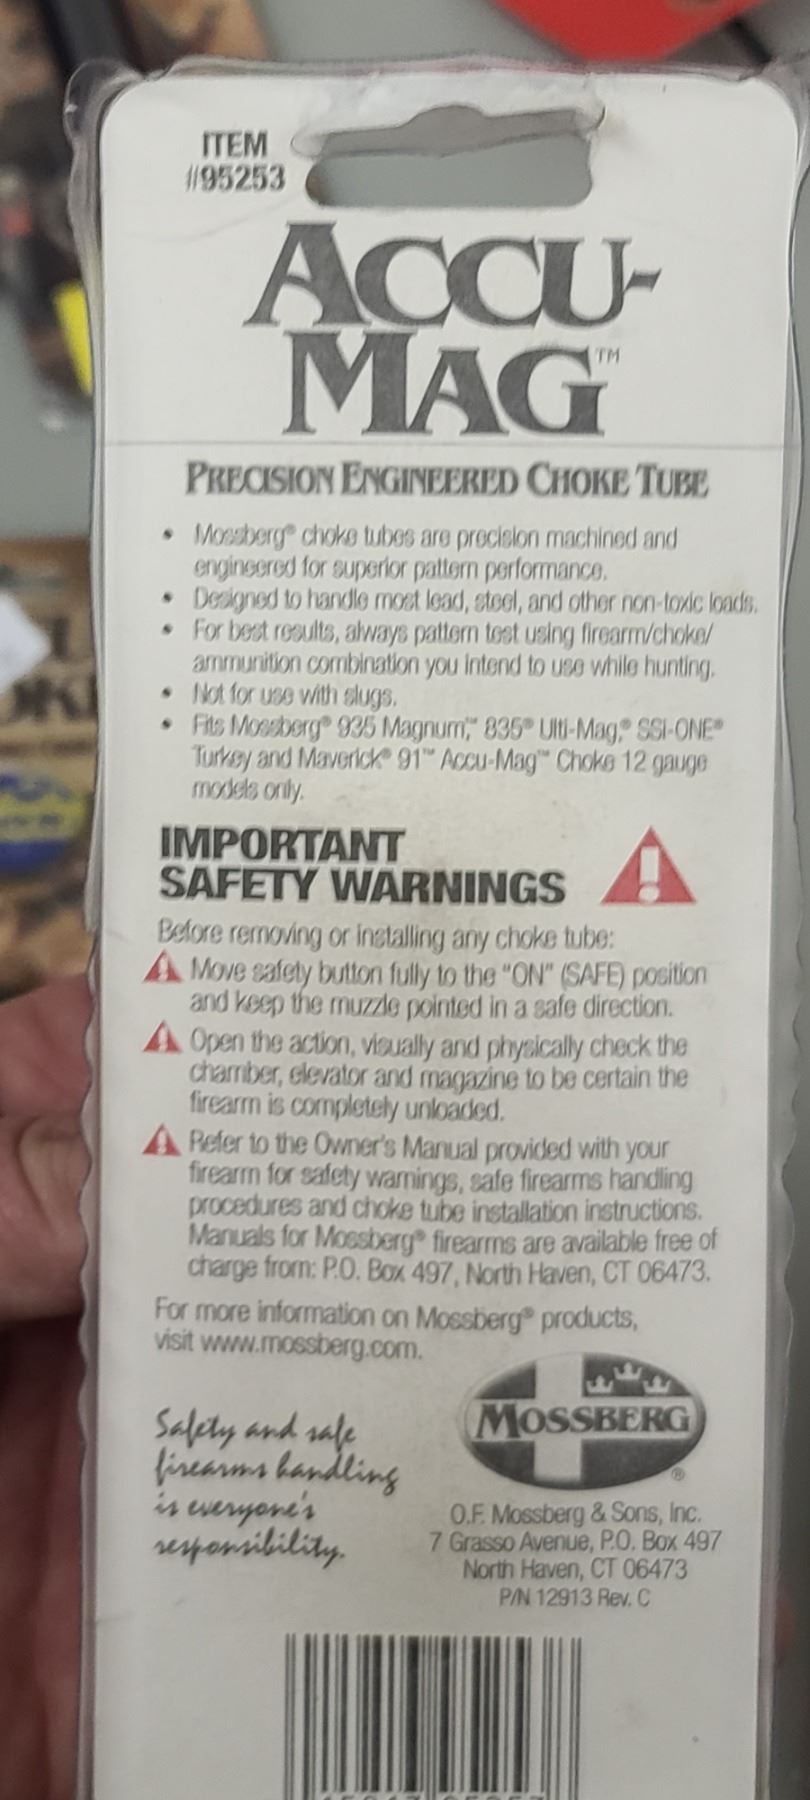 ITEM
#95253
ACCU-
MAG™
PRECISION ENGINEERED CHOKE TUBE
• Mossberg® choke tubes are precision machined and
engineered for superior pattern performance.
• Designed to handle most lead, steel, and other non-toxic loads.
• For best results, always pattern test using firearm/choke/
ammunition combination you intend to use while hunting.
• Not for use with slugs.
• Fits Mossberg® 935 Magnum,™ 835® Ulti-Mag,® SSi-ONE®
Turkey and Maverick® 91™ Accu-Mag™ Choke 12 gauge
models only.
IMPORTANT
SAFETY WARNINGS
Before removing or installing any choke tube:
Move safety button fully to the "ON" (SAFE) position
and keep the muzzle pointed in a safe direction.
Open the action, visually and physically check the
chamber, elevator and magazine to be certain the
firearm is completely unloaded.
Refer to the Owner's Manual provided with your
firearm for safety warnings, safe firearms handling
procedures and choke tube installation instructions.
Manuals for Mossberg® firearms are available free of
charge from: P.O. Box 497, North Haven, CT 06473.
For more information on Mossberg® products,
visit www.mossberg.com.
Safety and safe
firearms handling
is everyone's
responsibility.
MOSSBERG®
O.F. Mossberg & Sons, Inc.
7 Grasso Avenue, P.O. Box 497
North Haven, CT 06473
P/N 12913 Rev. C